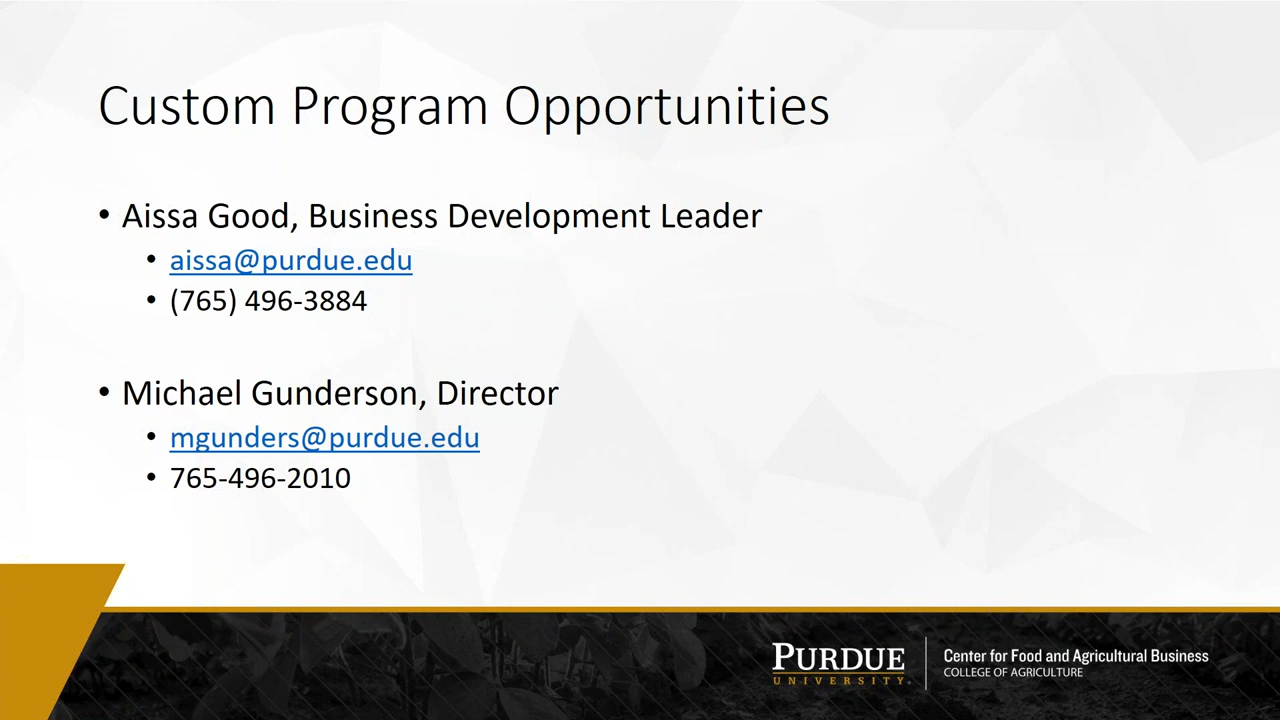 Custom Program Opportunities
• Aissa Good, Business Development Leader
• aissa@purdue.edu
• (765) 496-3884
• Michael Gunderson, Director
• mgunders@purdue.edu
• 765-496-2010
PURDUE
UNIVERSITY®
Center for Food and Agricultural Business
COLLEGE OF AGRICULTURE